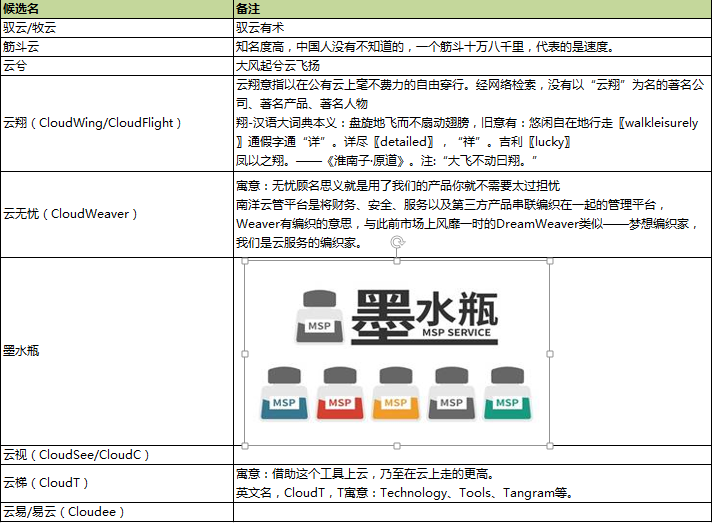 候选名	备注
驭云/牧云	驭云有术
筋斗云	知名度高，中国人没有不知道的，一个筋斗十万八千里，代表的是速度。
云兮	大风起兮云飞扬
云翔（CloudWing/CloudFlight）
云翔意指以在公有云上毫不费力的自由穿行。经网络检索，没有以“云翔”为名的著名公
司、著名产品、著名人物
翔-汉语大词典本义：盘旋地飞而不扇动翅膀，旧意有：悠闲自在地行走〖walkleisurely
〗通假字通“详”。详尽〖detailed〗，“祥”。吉利〖lucky〗
凤以之翔。——《淮南子·原道》。注:“大飞不动曰翔。”
云无忧（CloudWeaver）
寓意：无忧顾名思义就是用了我们的产品你就不需要太过担忧
南洋云管平台是将财务、安全、服务以及第三方产品串联编织在一起的管理平台，
Weaver有编织的意思，与此前市场上风靡一时的DreamWeaver类似——梦想编织家，
我们是云服务的编织家。
墨水瓶
MSP
墨水瓶
MSP SERVICE
MSP MSP MSP MSP MSP
云视（CloudSee/CloudC）
云梯（CloudT）
寓意：借助这个工具上云，乃至在云上走的更高。
英文名，CloudT，T寓意：Technology、Tools、Tangram等。
云易/易云（Cloudee）